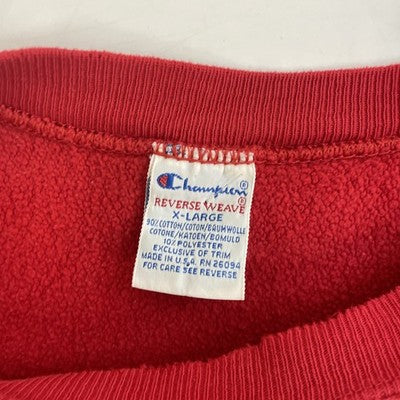 Champion®
REVERSE WEAVE®
X-LARGE
90% COTTON/COTON/BAUMWOLLE
COTONE/KATOEN/BOMULD
10% POLYESTER
EXCLUSIVE OF TRIM
MADE IN U.S.A. RN 26094
FOR CARE SEE REVERSE